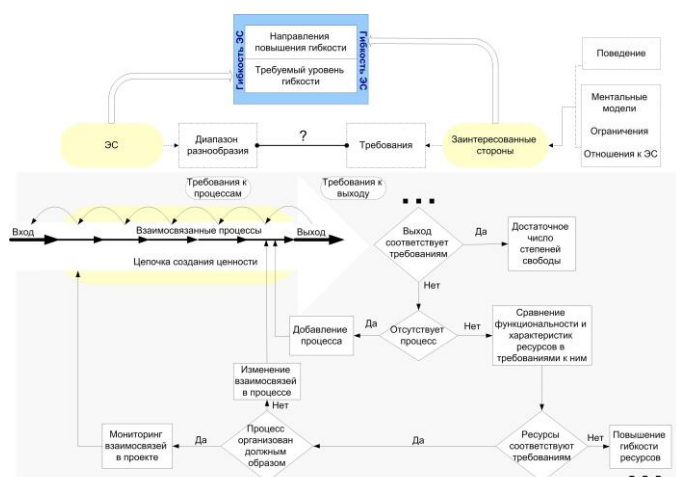 Гибкость ЭС
Направления
повышения гибкости
Требуемый уровень
гибкости
Гибкость ЭС
Поведение
Ментальные
модели
Ограничения
Отношения к ЭС
ЭС
Диапазон
разнообразия
?
Требования
Заинтересованные
стороны
Требования к
процессам
Требования к
выходу
Вход
Взаимосвязанные процессы
Выход
Цепочка создания ценности
Выход
соответствует
требованиям
Да
Достаточное
число
степеней
свободы
Нет
Добавление
процесса
Да
Отсутствует
процесс
Нет
Сравнение
функциональности и
характеристик
ресурсов в
требованиями к ним
Изменение
взаимосвязей
в процессе
Нет
Мониторинг
взаимосвязей
в проекте
Да
Процесс
организован
должным
образом
Да
Ресурсы
соответствуют
требованиям
Нет
Повышение
гибкости
ресурсов